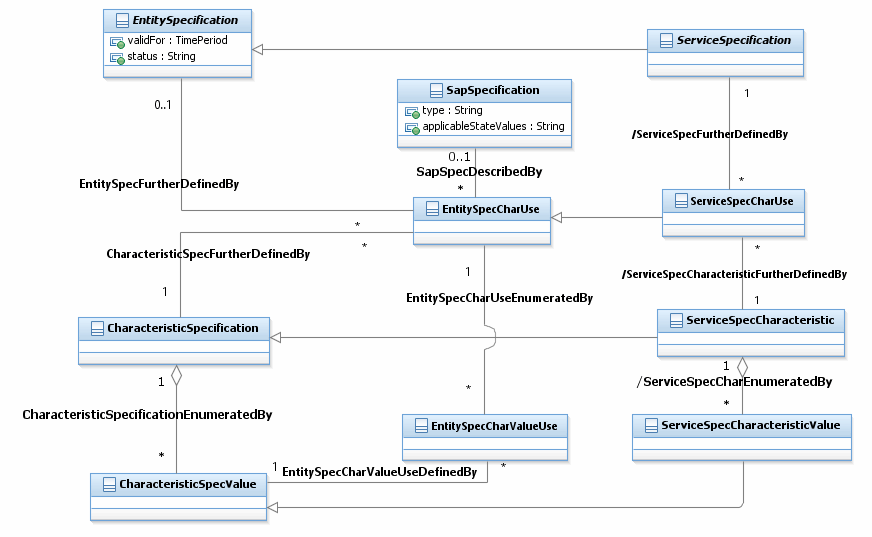 EntitySpecification
validFor : TimePeriod
status : String
ServiceSpecification
SapSpecification
type : String
applicableStateValues : String
0..1
1
/ServiceSpecFurtherDefinedBy
0..1
SapSpecDescribedBy
EntitySpecFurtherDefinedBy
*
*
EntitySpecCharUse
ServiceSpecCharUse
*
*
*
CharacteristicSpecFurtherDefinedBy
1
/ServiceSpecCharacteristicFurtherDefinedBy
1
EntitySpecCharUseEnumeratedBy
1
CharacteristicSpecification
ServiceSpecCharacteristic
1
1
/ServiceSpecCharEnumeratedBy
*
*
CharacteristicSpecificationEnumeratedBy
EntitySpecCharValueUse
ServiceSpecCharacteristicValue
*
1
EntitySpecCharValueUseDefinedBy
*
CharacteristicSpecValue